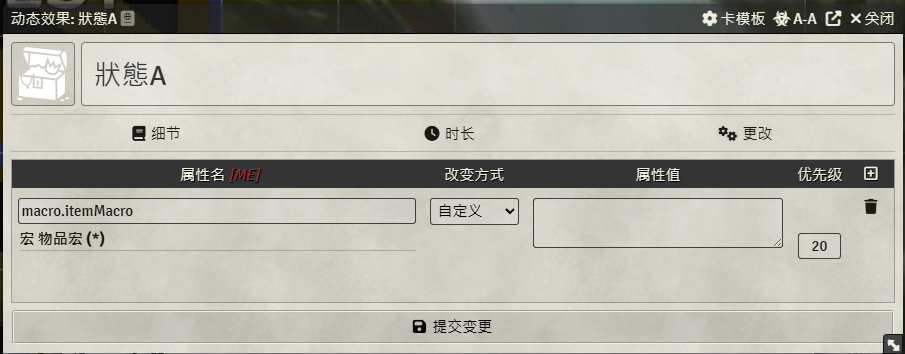 动态效果: 狀態A 卡模板 A-A 关闭
狀態A
细节 时长 更改
属性名 [ME] 改变方式 属性值 优先级
macro.itemMacro 自定义
宏 物品宏 (*)
20
提交变更